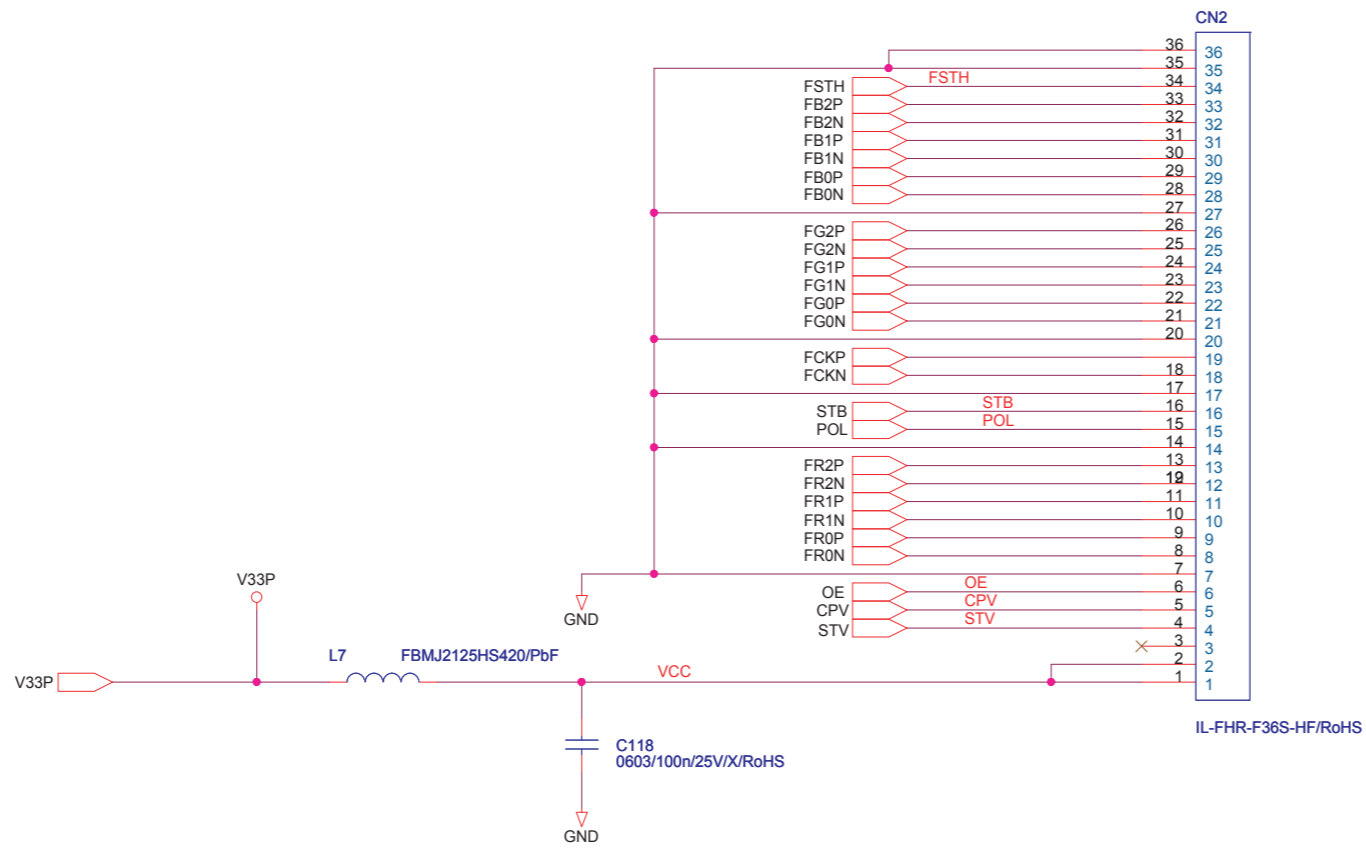 CN2
36 36
35 35
FSTH FSTH 34 34
FB2P 33 33
FB2N 32 32
FB1P 31 31
FB1N 30 30
FB0P 29 29
FB0N 28 28
27 27
FG2P 26 26
FG2N 25 25
FG1P 24 24
FG1N 23 23
FG0P 22 22
FG0N 21 21
20 20
FCKP 19
FCKN 18 18
17 17
STB STB 16 16
POL POL 15 15
14 14
FR2P 13 13
FR2N 12 19 12
FR1P 11 11
FR1N 10 10
FR0P 9 9
FR0N 8 8
7 7
GND
OE OE 6 6
CPV CPV 5 5
STV STV 4 4
3 3
2 2
V33P
L7 FBMJ2125HS420/PbF
V33P VCC 1 1
IL-FHR-F36S-HF/RoHS
C118
0603/100n/25V/X/RoHS
GND